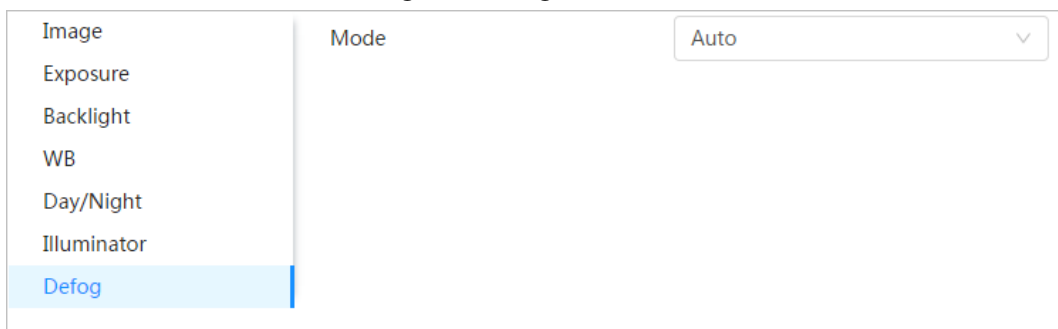 Image
Mode
Auto
Exposure
Backlight
WB
Day/Night
Illuminator
Defog